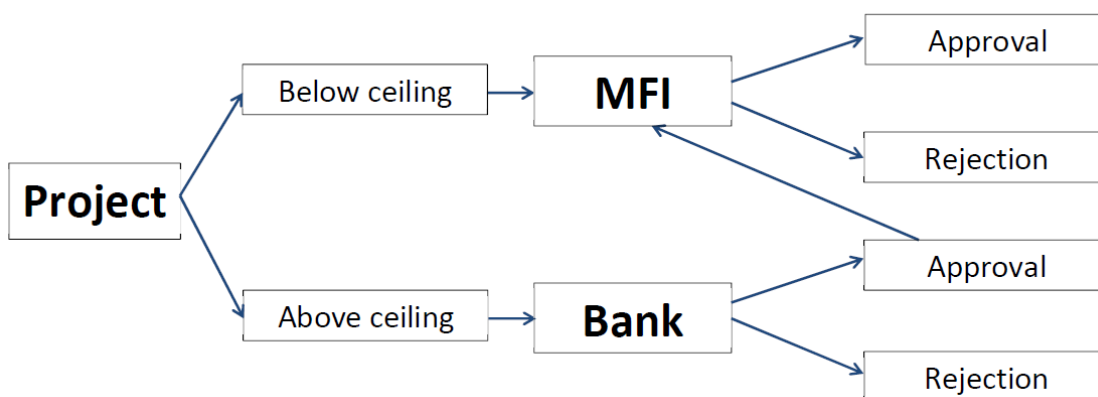 Approval
Below ceiling
MFI
Rejection
Project
Approval
Above ceiling
Bank
Rejection